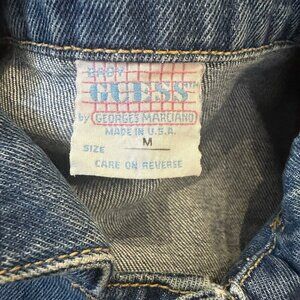 BABY
GUESS
by GEORGES MARCIANO
MADE IN U.S.A.
SIZE M
CARE ON REVERSE